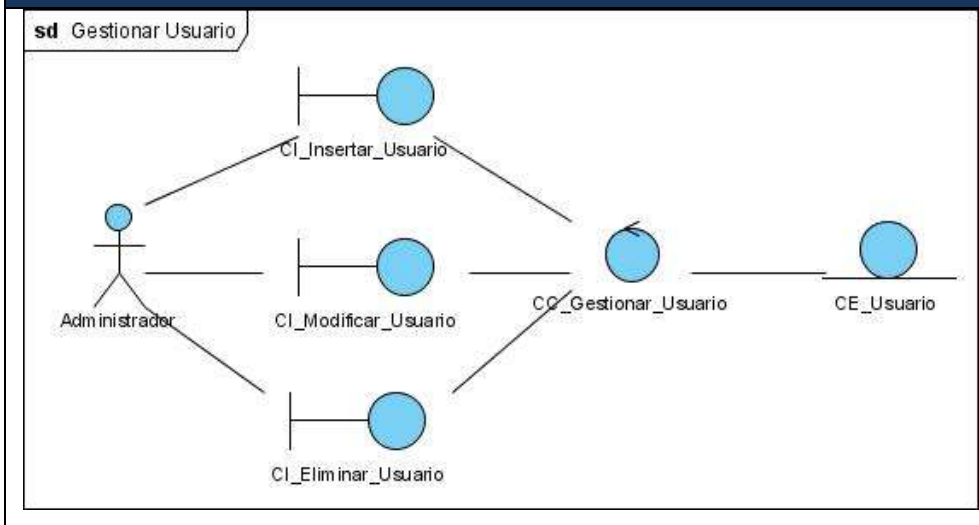 sd Gestionar Usuario
CI_Insertar_Usuario
Administrador
CI_Modificar_Usuario
CC_Gestionar_Usuario
CE_Usuario
CI_Eliminar_Usuario